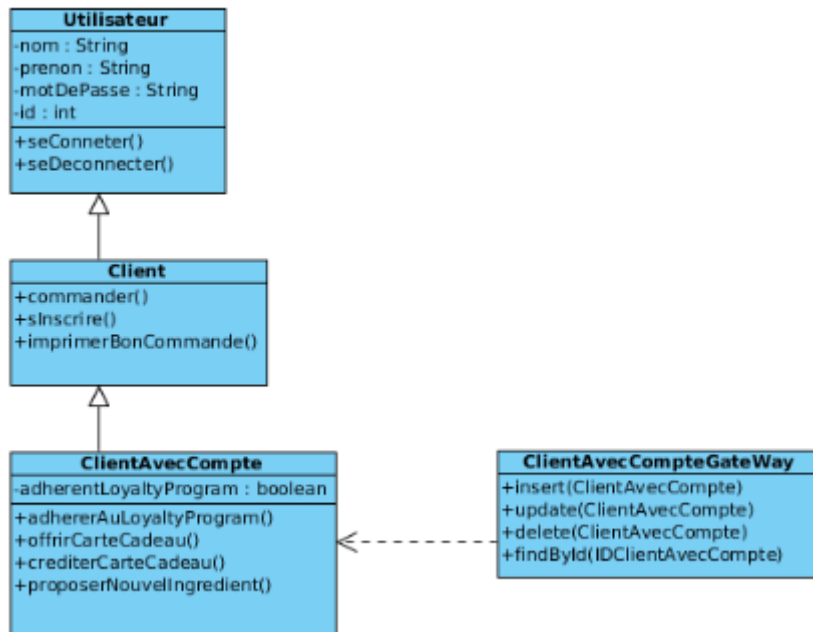 Utilisateur
-nom : String
-prenon : String
-motDePasse : String
-id : int
+seConneter()
+seDeconnecter()
Client
+commander()
+sInscrire()
+imprimerBonCommande()
ClientAvecCompte
-adherentLoyaltyProgram : boolean
+adhererAuLoyaltyProgram()
+offrirCarteCadeau()
+crediterCarteCadeau()
+proposerNouvelIngredient()
ClientAvecCompteGateWay
+insert(ClientAvecCompte)
+update(ClientAvecCompte)
+delete(ClientAvecCompte)
+findById(IDClientAvecCompte)